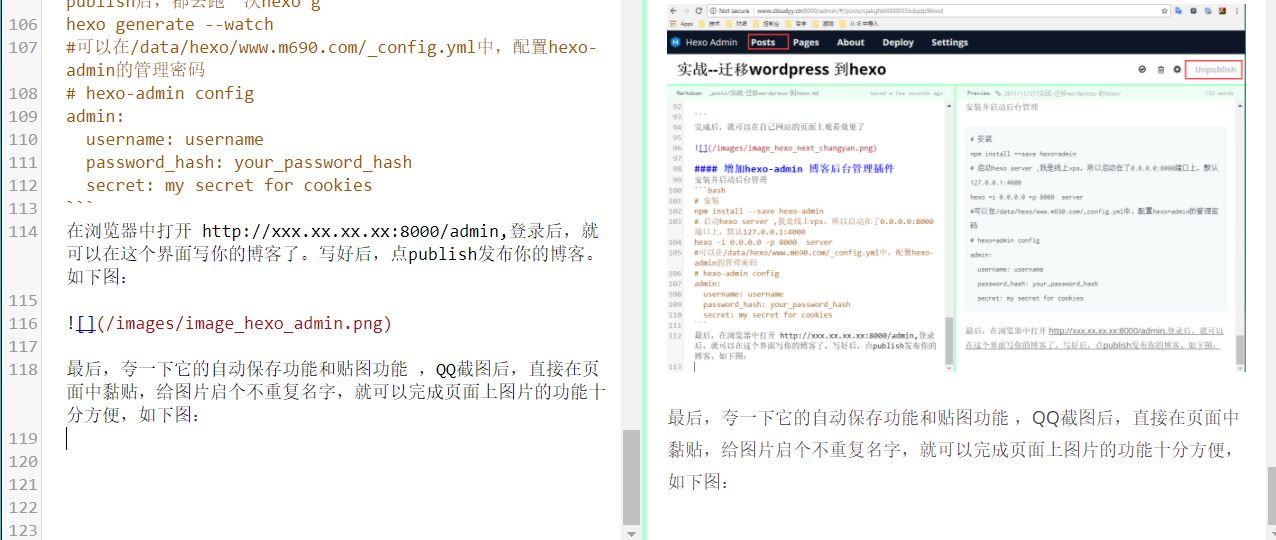 publish后，都去跑一次hexo g
106 hexo generate --watch
107 #可以在/data/hexo/www.m690.com/_config.yml中，配置hexo-
admin的管理密码
108 # hexo-admin config
109 admin:
110 username: username
111 password_hash: your_password_hash
112 secret: my secret for cookies
113 ```
114 在浏览器中打开 http://xxx.xx.xx.xx:8000/admin,登录后，就
可以在这个界面写你的博客了。写好后，点publish发布你的博客。
如下图：
115
116 ![](/images/image_hexo_admin.png)
117
118 最后，夸一下它的自动保存功能和贴图功能 ，QQ截图后，直接在页
面中黏贴，给图片启个不重复名字，就可以完成页面上图片的功能十
分方便，如下图：
119
120
121
122
123
Not secure
Apps 技术
Hexo Admin Posts Pages About Deploy Settings
实战--迁移wordpress 到hexo
Unpublish
Markdown _posts/实战-迁移wordpress-到hexo.md saved a few seconds ago
92
93 ```
94 完成后，就可以在自己网站的页面上观看效果了
95
96 ![](/images/image_hexo_next_changyan.png)
97
98 #### 增加hexo-admin 博客后台管理插件
99 安装并启动后台管理
100 ```bash
101 # 安装
102 npm install --save hexo-admin
103 # 启动hexo server ,我是线上vps，所以启动在了0.0.0.0:8000
端口上，默认127.0.0.1:4000
104 hexo -i 0.0.0.0 -p 8000 server
105 #可以在/data/hexo/www.m690.com/_config.yml中，配置hexo-
admin的管理密码
106 # hexo-admin config
107 admin:
108 username: username
109 password_hash: your_password_hash
110 secret: my secret for cookies
111 ```
112 最后，在浏览器中打开 http://xxx.xx.xx.xx:8000/admin,登录
后，就可以在这个界面写你的博客了。写好后，点publish发布你的
博客。如下图：
113
Preview 2017/11/27/实战-迁移wordpress-到hexo/ 132 words
安装并启动后台管理
# 安装
npm install --save hexo-admin
# 启动hexo server ,我是线上vps，所以启动在了0.0.0.0:8000端口上，默认
127.0.0.1:4000
hexo -i 0.0.0.0 -p 8000 server
#可以在/data/hexo/www.m690.com/_config.yml中，配置hexo-admin的管理密
码
# hexo-admin config
admin:
username: username
password_hash: your_password_hash
secret: my secret for cookies
最后，在浏览器中打开 http://xxx.xx.xx.xx:8000/admin,登录后，就可以
在这个界面写你的博客了。写好后，点publish发布你的博客。如下图：
最后，夸一下它的自动保存功能和贴图功能 ，QQ截图后，直接在页面中
黏贴，给图片启个不重复名字，就可以完成页面上图片的功能十分方便，
如下图：